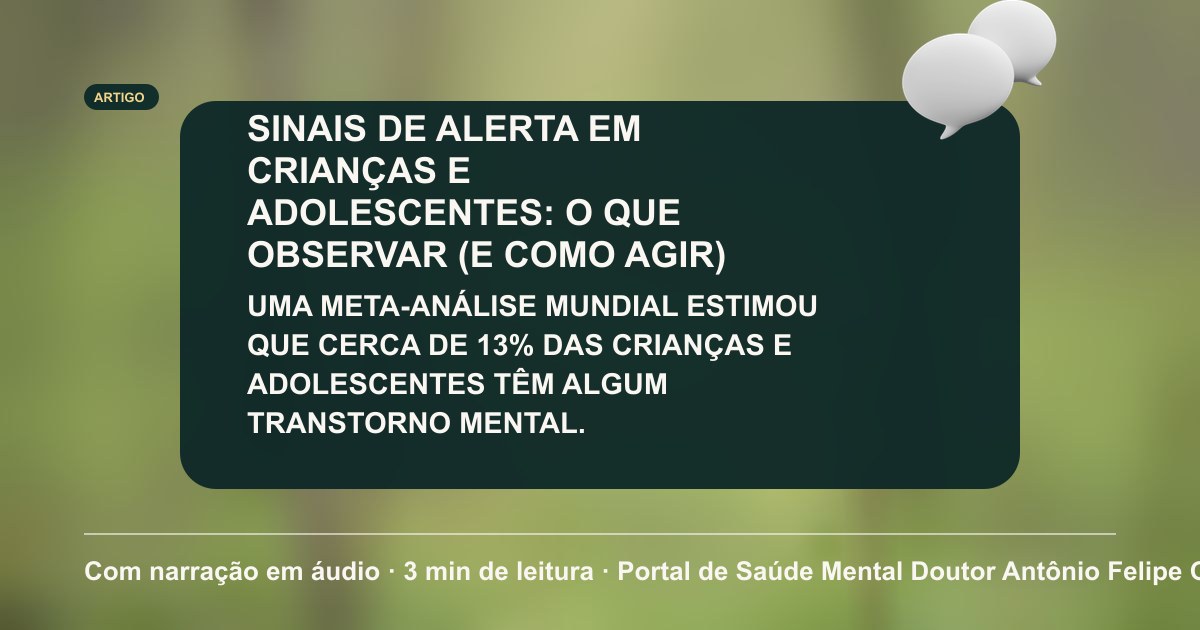 ARTIGO
SINAIS DE ALERTA EM
CRIANÇAS E
ADOLESCENTES: O QUE
OBSERVAR (E COMO AGIR)
UMA META-ANÁLISE MUNDIAL ESTIMOU
QUE CERCA DE 13% DAS CRIANÇAS E
ADOLESCENTES TÊM ALGUM
TRANSTORNO MENTAL.
Com narração em áudio · 3 min de leitura · Portal de Saúde Mental Doutor Antônio Felipe